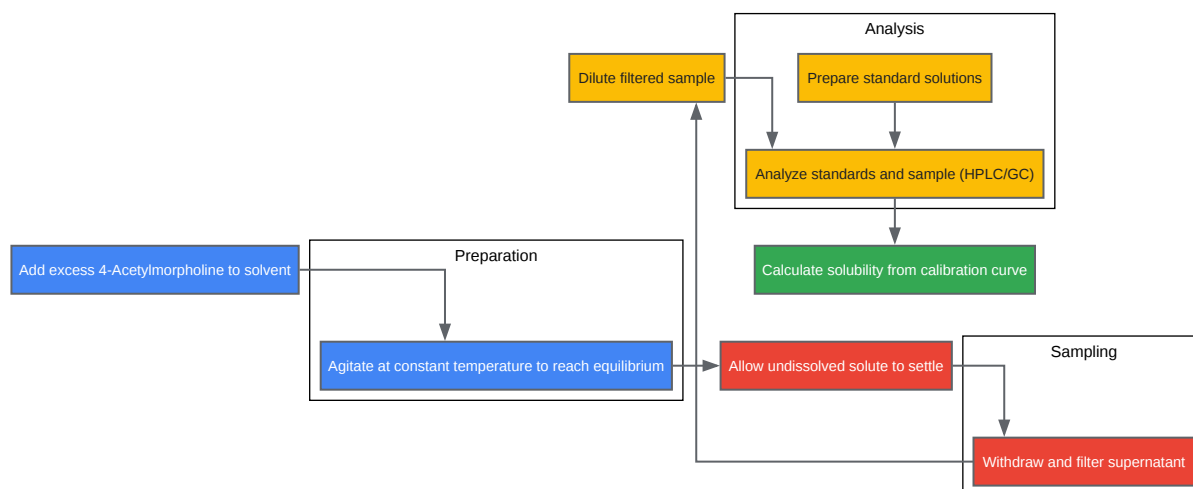 Analysis
Dilute filtered sample
Prepare standard solutions
Analyze standards and sample (HPLC/GC)
Preparation
Add excess 4-Acetylmorpholine to solvent
Calculate solubility from calibration curve
Sampling
Agitate at constant temperature to reach equilibrium
Allow undissolved solute to settle
Withdraw and filter supernatant